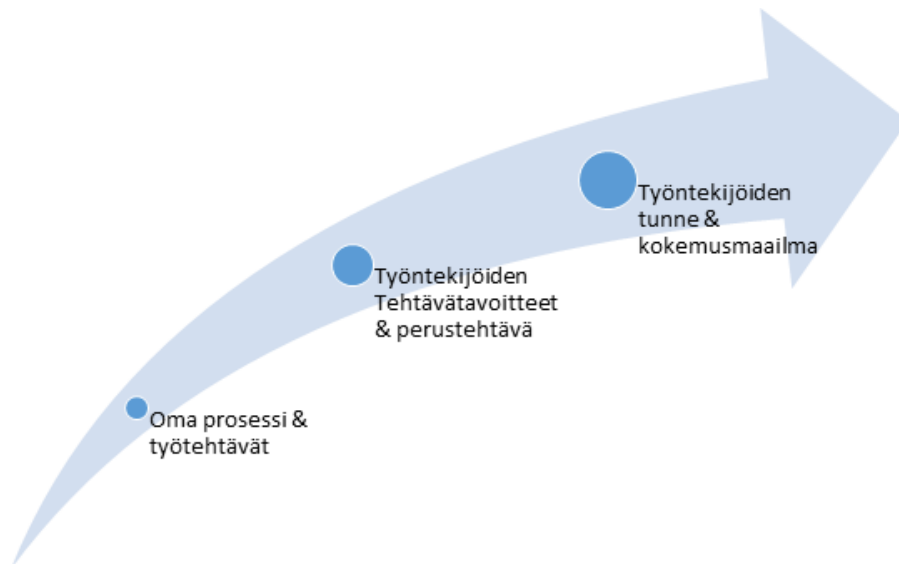 Oma prosessi &
työtehtävät
Työntekijöiden
Tehtävätavoitteet
& perustehtävä
Työntekijöiden
tunne &
kokemusmaailma